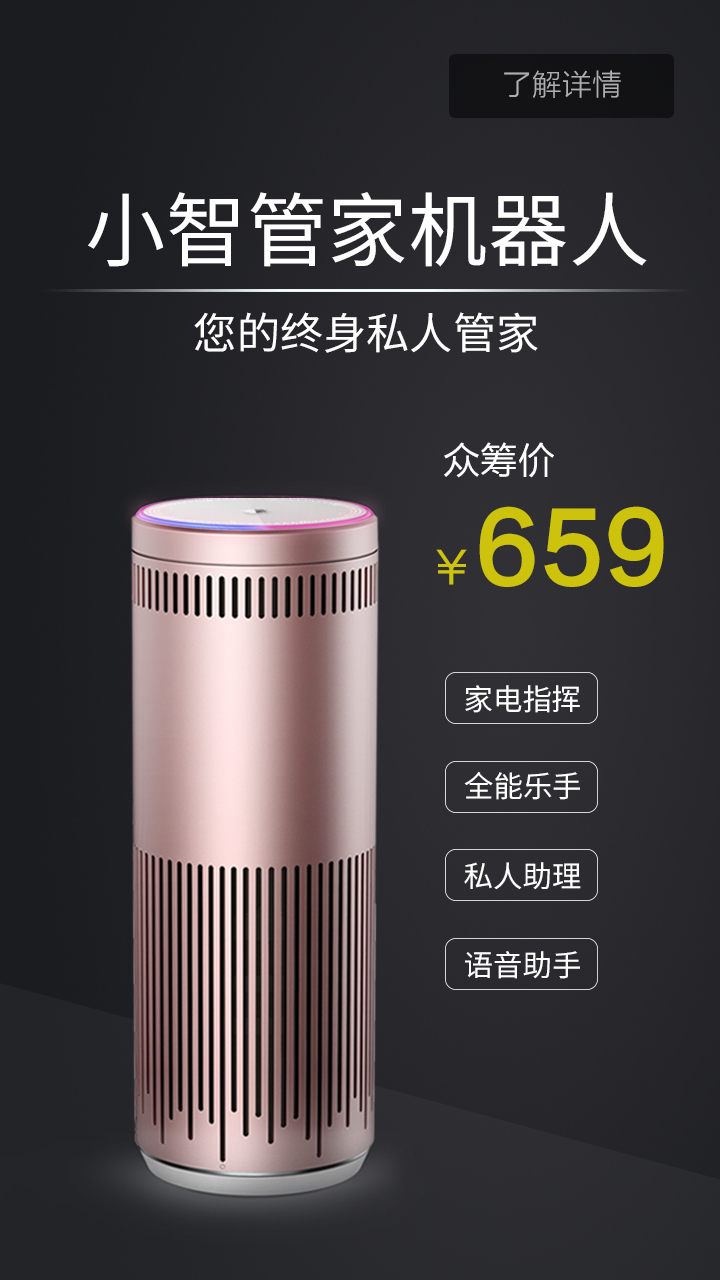 了解详情
小智管家机器人
您的终身私人管家
众筹价
¥659
家电指挥
全能乐手
私人助理
语音助手